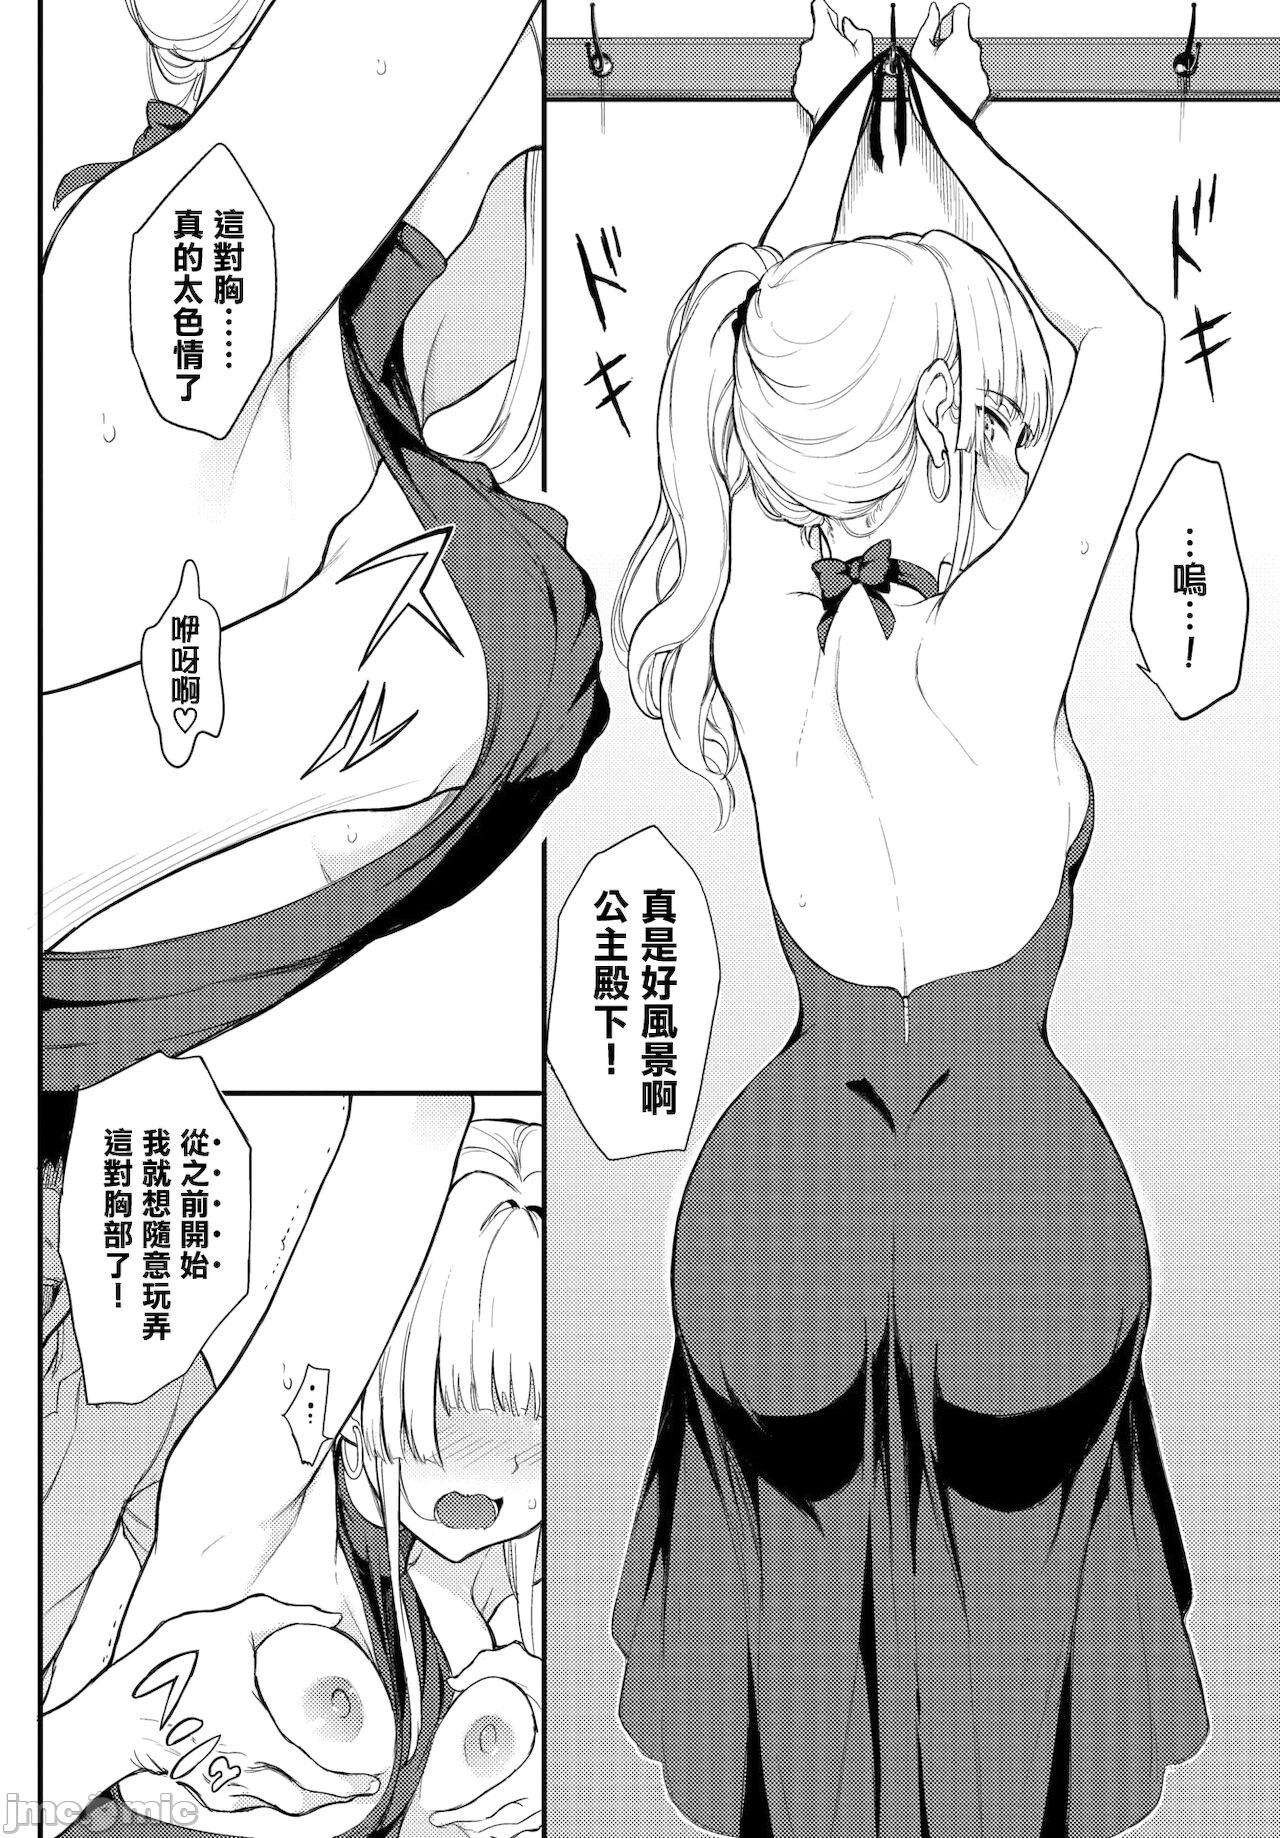 …嗚…！
ドキ
ドキ
真是好風景啊
公主殿下！
這對胸……
真的太色情了
咿呀啊♡
從之前開始
我就想隨意玩弄
這對胸部了！
…
jmcomic